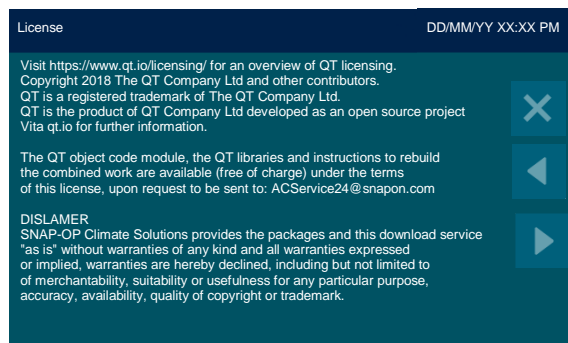 License
DD/MM/YY XX:XX PM
Visit https://www.qt.io/licensing/ for an overview of QT licensing.
Copyright 2018 The QT Company Ltd and other contributors.
QT is a registered trademark of The QT Company Ltd.
QT is the product of QT Company Ltd developed as an open source project
Vita qt.io for further information.
The QT object code module, the QT libraries and instructions to rebuild
the combined work are available (free of charge) under the terms
of this license, upon request to be sent to: ACService24@snapon.com
DISLAMER
SNAP-OP Climate Solutions provides the packages and this download service
"as is" without warranties of any kind and all warranties expressed
or implied, warranties are hereby declined, including but not limited to
of merchantability, suitability or usefulness for any particular purpose,
accuracy, availability, quality of copyright or trademark.